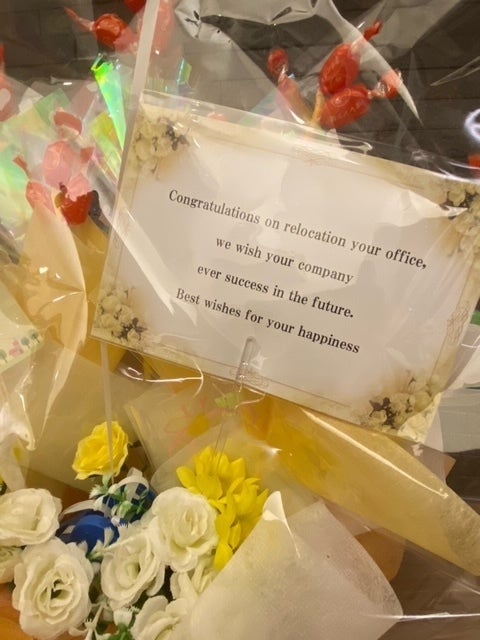 Congratulations on relocation your office,
we wish your company
ever success in the future.
Best wishes for your happiness